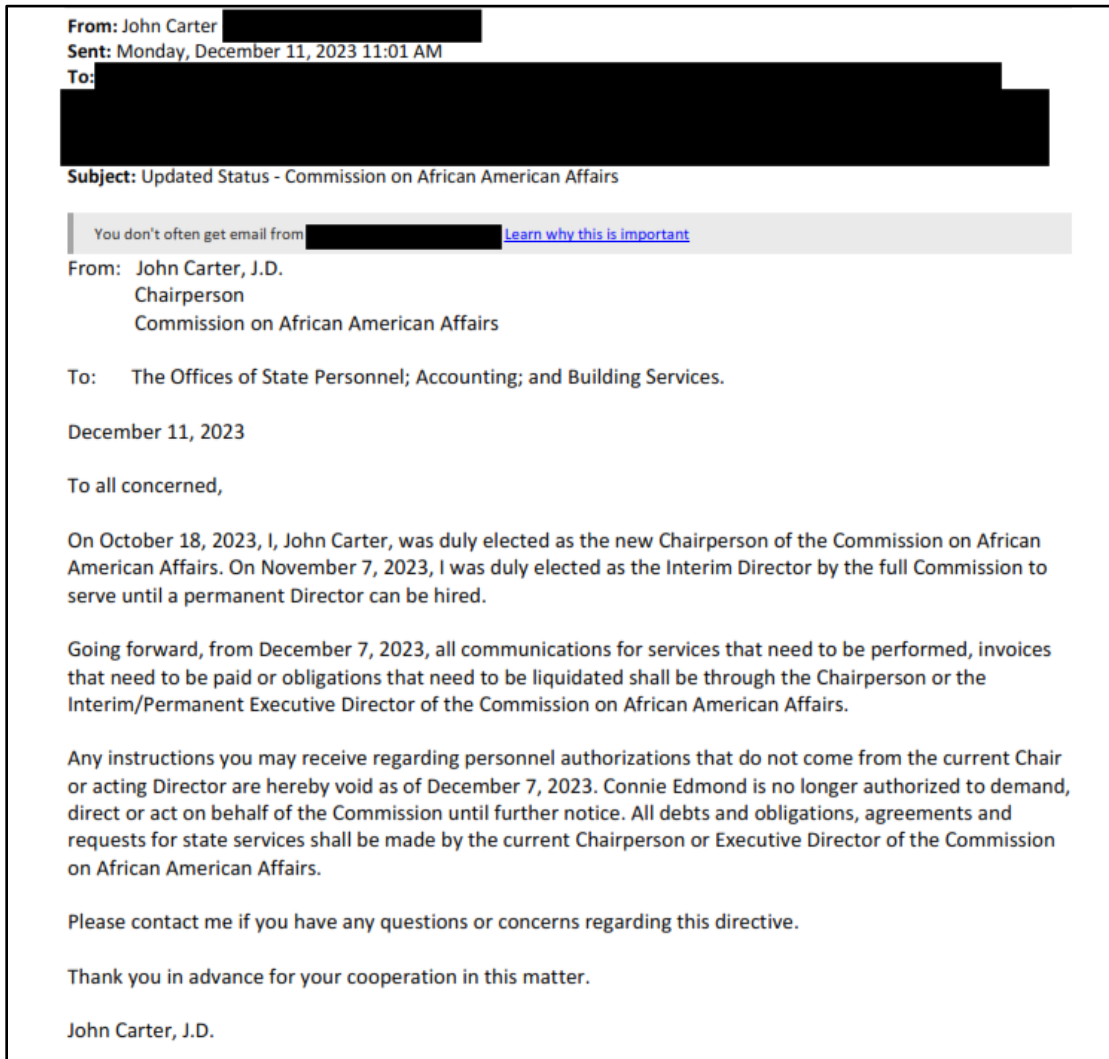 From: John Carter
Sent: Monday, December 11, 2023 11:01 AM
To:
Subject: Updated Status - Commission on African American Affairs
You don't often get email from Learn why this is important
From: John Carter, J.D.
Chairperson
Commission on African American Affairs
To: The Offices of State Personnel; Accounting; and Building Services.
December 11, 2023
To all concerned,
On October 18, 2023, I, John Carter, was duly elected as the new Chairperson of the Commission on African
American Affairs. On November 7, 2023, I was duly elected as the Interim Director by the full Commission to
serve until a permanent Director can be hired.
Going forward, from December 7, 2023, all communications for services that need to be performed, invoices
that need to be paid or obligations that need to be liquidated shall be through the Chairperson or the
Interim/Permanent Executive Director of the Commission on African American Affairs.
Any instructions you may receive regarding personnel authorizations that do not come from the current Chair
or acting Director are hereby void as of December 7, 2023. Connie Edmond is no longer authorized to demand,
direct or act on behalf of the Commission until further notice. All debts and obligations, agreements and
requests for state services shall be made by the current Chairperson or Executive Director of the Commission
on African American Affairs.
Please contact me if you have any questions or concerns regarding this directive.
Thank you in advance for your cooperation in this matter.
John Carter, J.D.